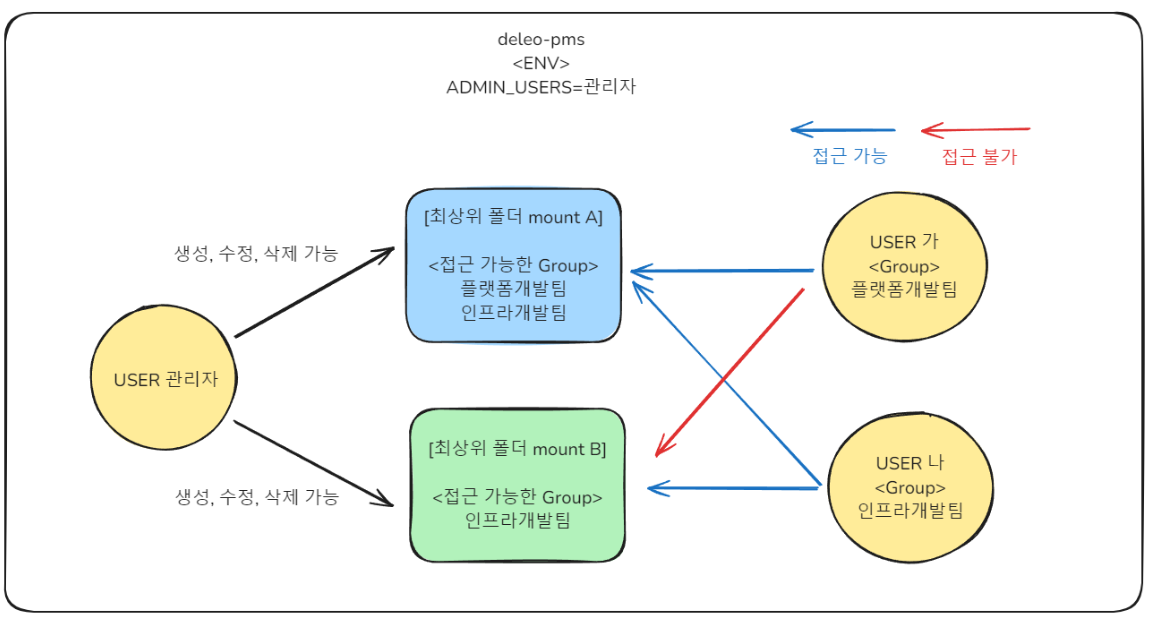 deleo-pms
<ENV>
ADMIN_USERS=관리자
접근 가능
접근 불가
[최상위 폴더 mount A]
<접근 가능한 Group>
플랫폼개발팀
인프라개발팀
USER 가
<Group>
플랫폼개발팀
생성, 수정, 삭제 가능
USER 관리자
[최상위 폴더 mount B]
<접근 가능한 Group>
인프라개발팀
USER 나
<Group>
인프라개발팀
생성, 수정, 삭제 가능